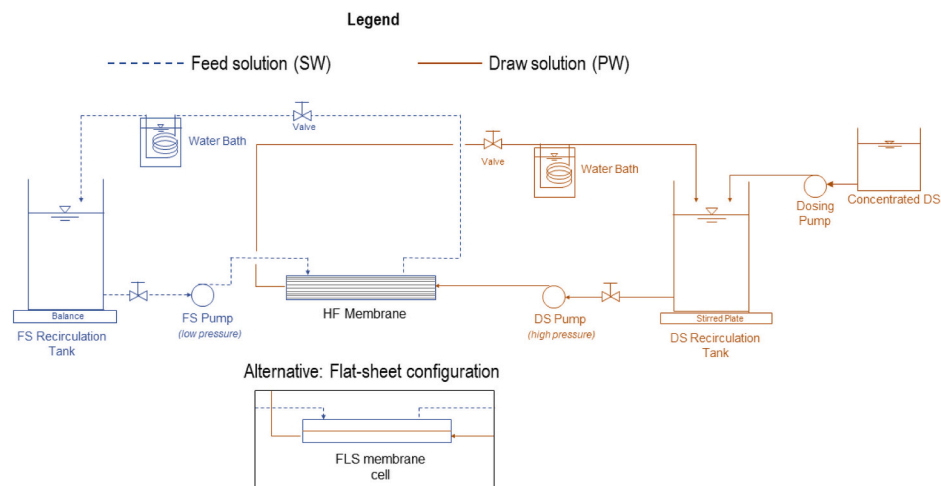 Legend
Feed solution (SW)
Draw solution (PW)
Water Bath
Valve
Valve
Water Bath
Dosing
Pump
Concentrated DS
Balance
FS Recirculation
Tank
FS Pump
(low pressure)
HF Membrane
DS Pump
(high pressure)
Stirred Plate
DS Recirculation
Tank
Alternative: Flat-sheet configuration
FLS membrane
cell